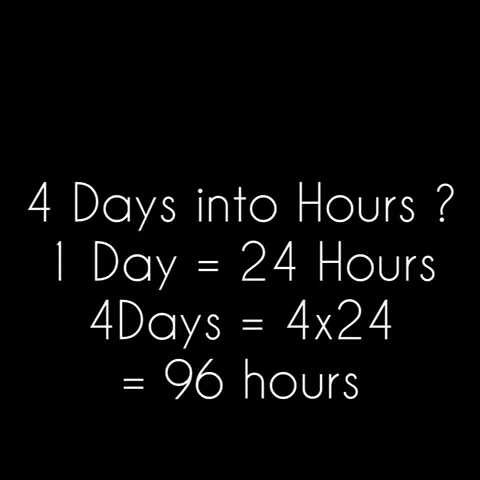 4 Days into Hours ?
1 Day = 24 Hours
4Days = 4x24
= 96 hours